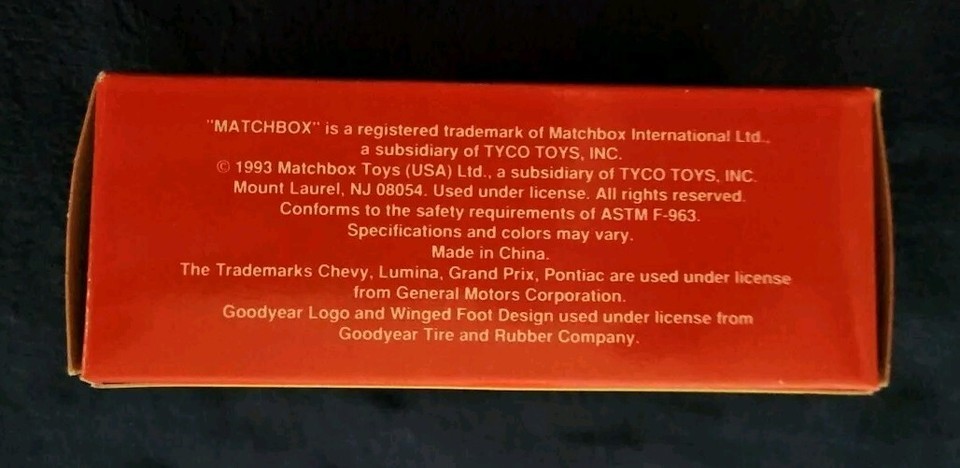 "MATCHBOX" is a registered trademark of Matchbox International Ltd.,
a subsidiary of TYCO TOYS, INC.
© 1993 Matchbox Toys (USA) Ltd., a subsidiary of TYCO TOYS, INC.
Mount Laurel, NJ 08054. Used under license. All rights reserved.
Conforms to the safety requirements of ASTM F-963.
Specifications and colors may vary.
Made in China.
The Trademarks Chevy, Lumina, Grand Prix, Pontiac are used under license
from General Motors Corporation.
Goodyear Logo and Winged Foot Design used under license from
Goodyear Tire and Rubber Company.